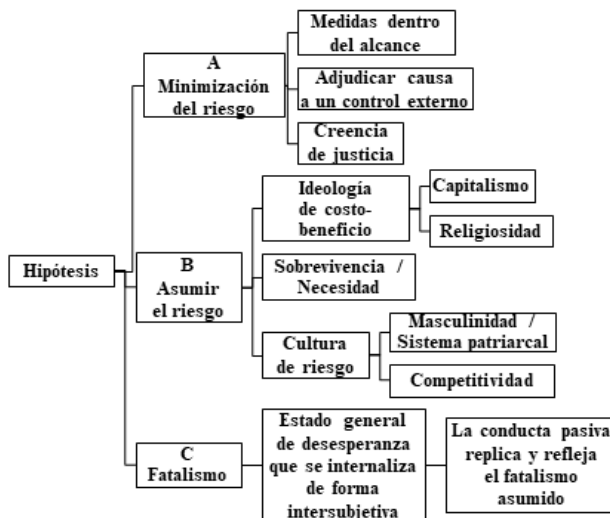 Hipótesis
A
Minimización
del riesgo
Medidas dentro
del alcance
Adjudicar causa
a un control externo
Creencia
de justicia
B
Asumir
el riesgo
Ideología
de costo-
beneficio
Capitalismo
Religiosidad
Sobrevivencia /
Necesidad
Cultura
de riesgo
Masculinidad /
Sistema patriarcal
Competitividad
C
Fatalismo
Estado general
de desesperanza
que se internaliza
de forma
intersubjetiva
La conducta pasiva
replica y refleja
el fatalismo
asumido